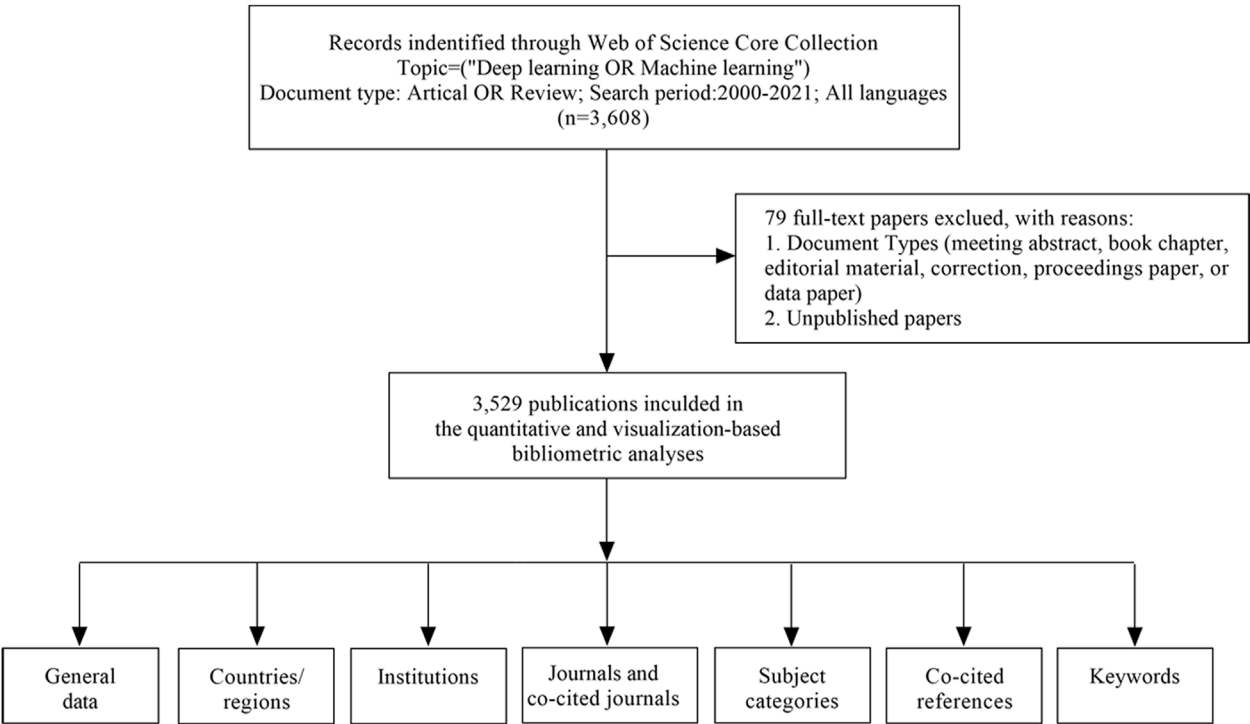 Records indentified through Web of Science Core Collection
Topic=("Deep learning OR Machine learning")
Document type: Artical OR Review; Search period:2000-2021; All languages
(n=3,608)
79 full-text papers exclued, with reasons:
1. Document Types (meeting abstract, book chapter,
editorial material, correction, proceedings paper, or
data paper)
2. Unpublished papers
3,529 publications inculded in
the quantitative and visualization-based
bibliometric analyses
General
data
Countries/
regions
Institutions
Journals and
co-cited journals
Subject
categories
Co-cited
references
Keywords